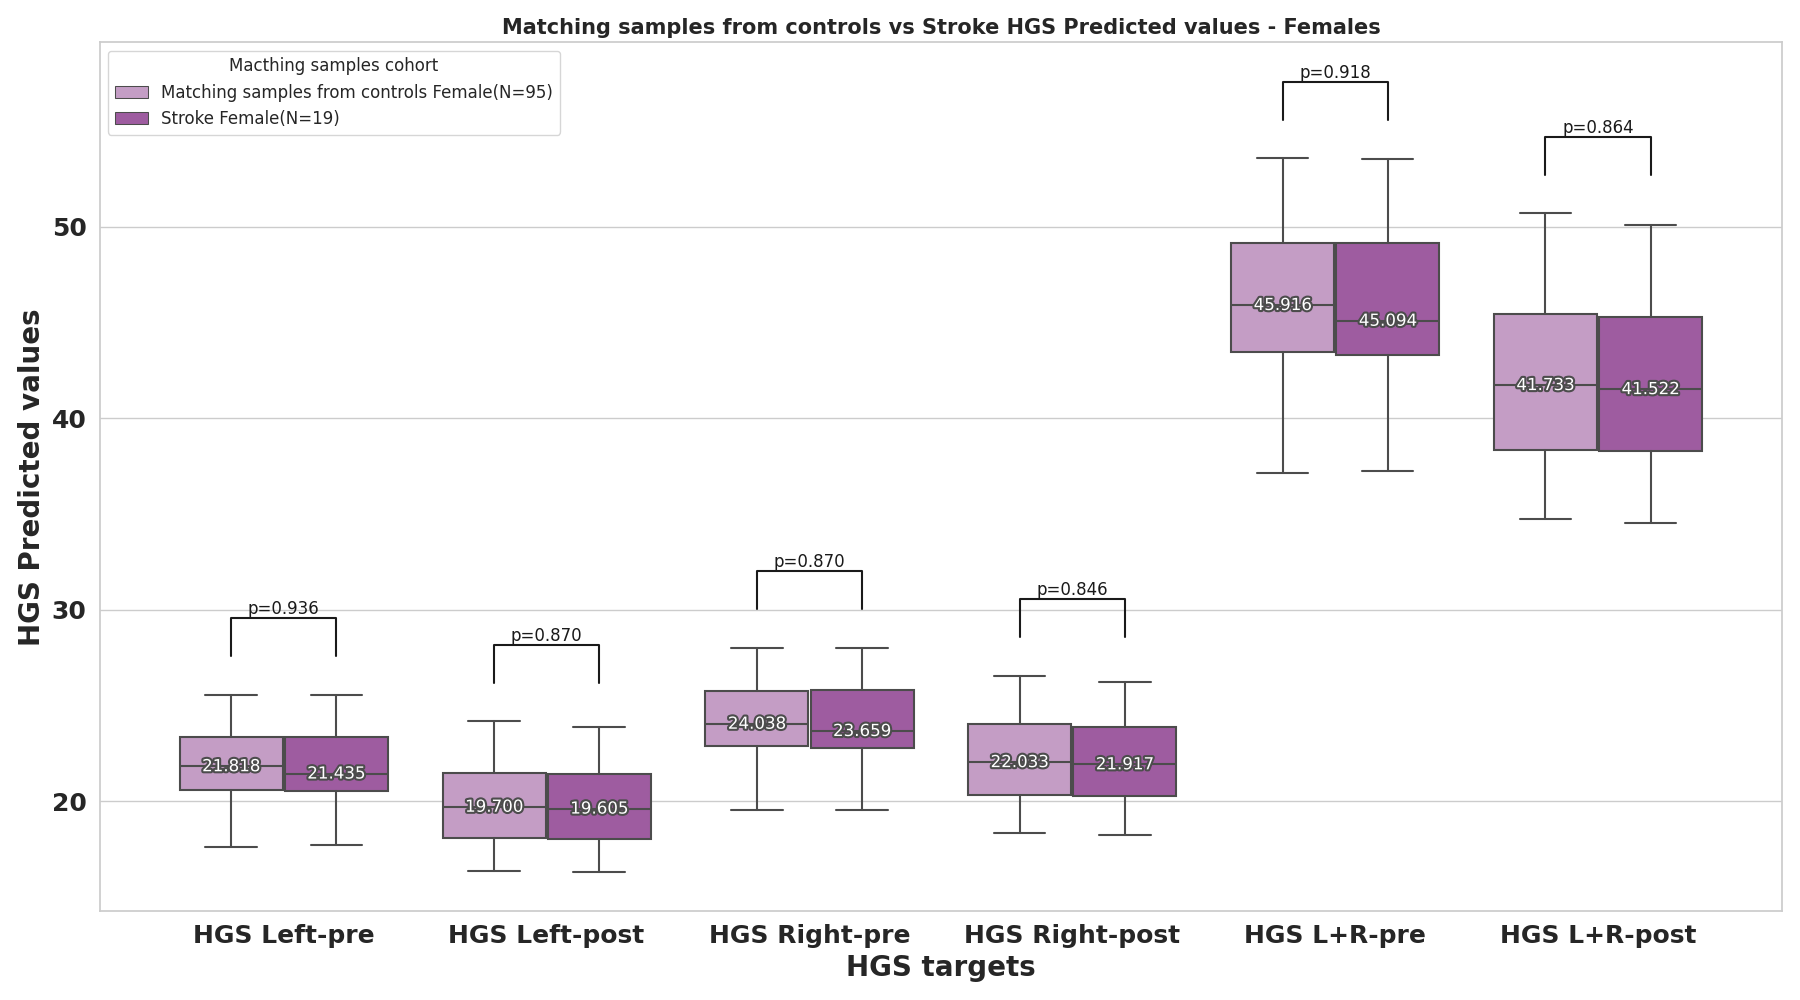 Matching samples from controls vs Stroke HGS Predicted values - Females
Macthing samples cohort
Matching samples from controls Female(N=95)
Stroke Female(N=19)
HGS Predicted values
50
40
30
20
p=0.936
p=0.870
p=0.870
p=0.846
p=0.918
p=0.864
21.818
21.435
19.700
19.605
24.038
23.659
22.033
21.917
45.916
45.094
41.733
41.522
HGS Left-pre
HGS Left-post
HGS Right-pre
HGS Right-post
HGS L+R-pre
HGS L+R-post
HGS targets